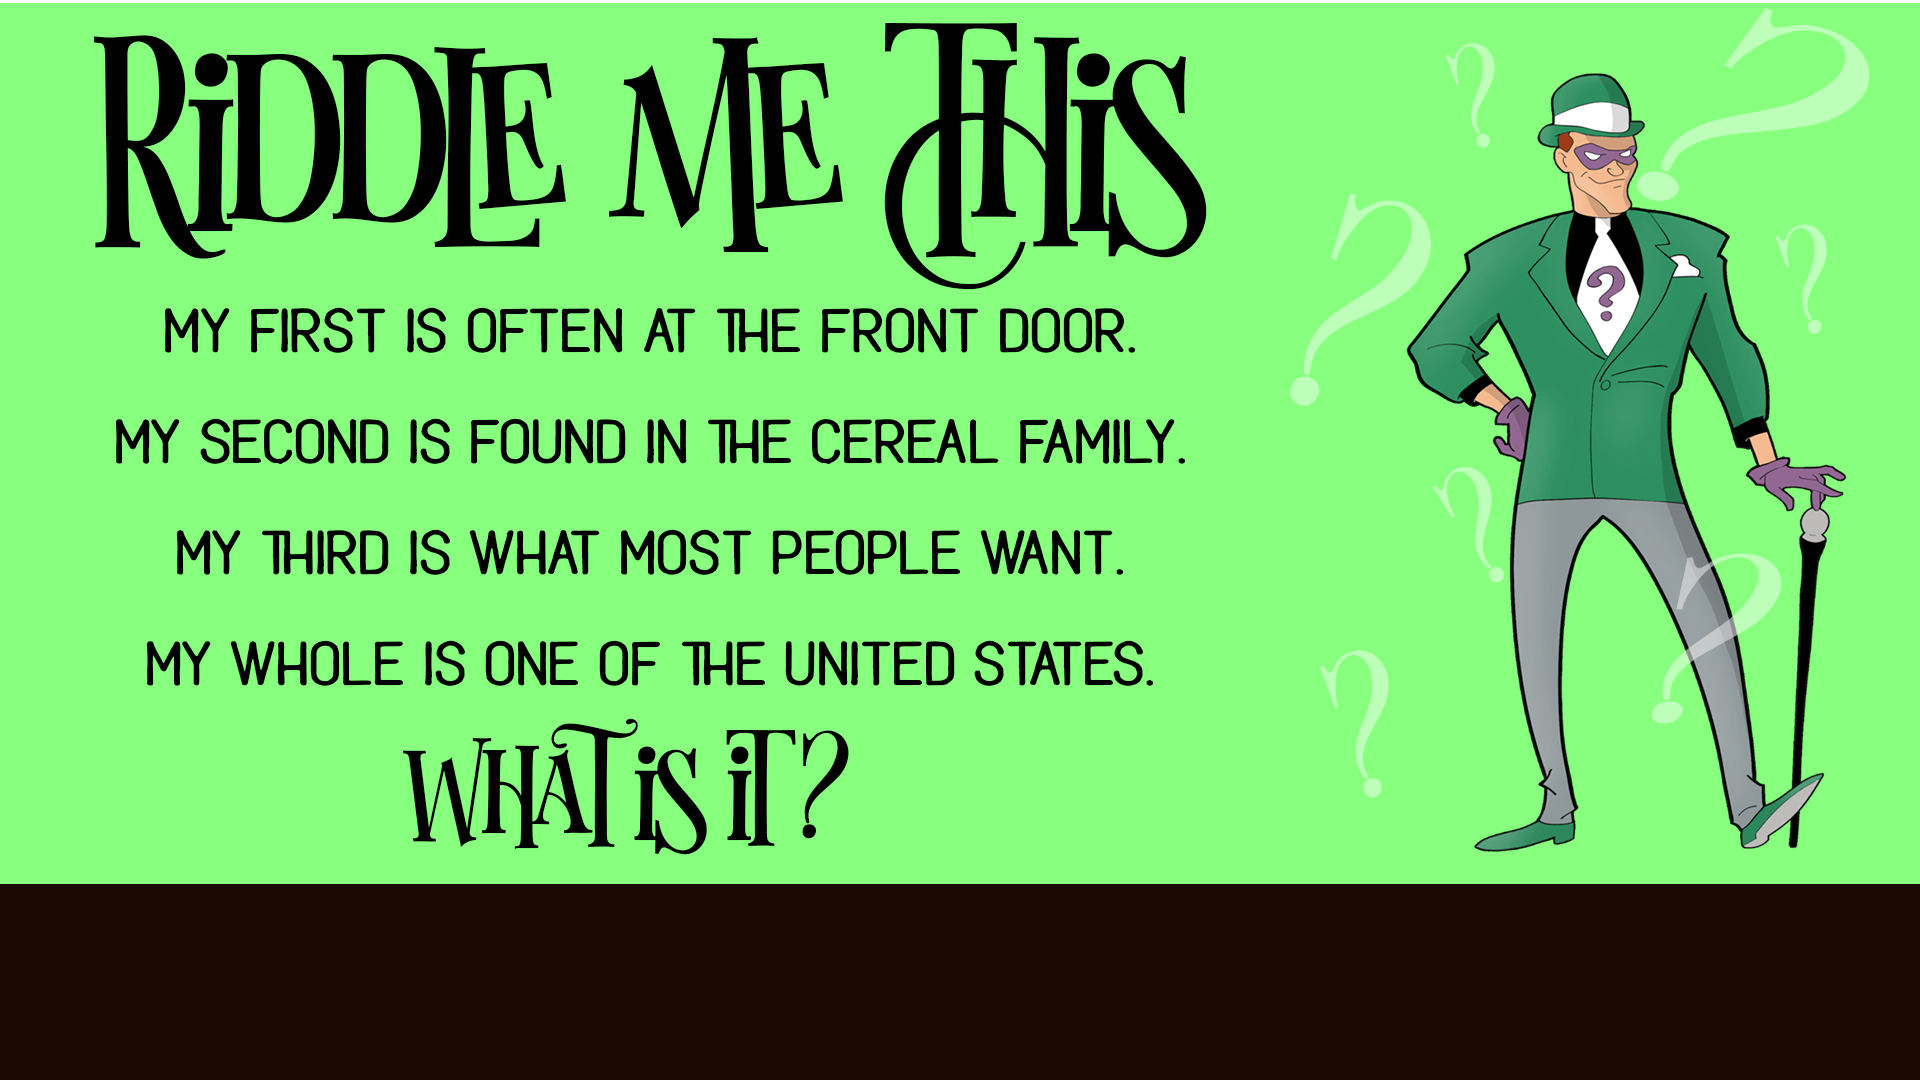 RiDDLE ME THiS
MY FIRST IS OFTEN AT THE FRONT DOOR.
MY SECOND IS FOUND IN THE CEREAL FAMILY.
MY THIRD IS WHAT MOST PEOPLE WANT.
MY WHOLE IS ONE OF THE UNITED STATES.
WHAT iS iT?